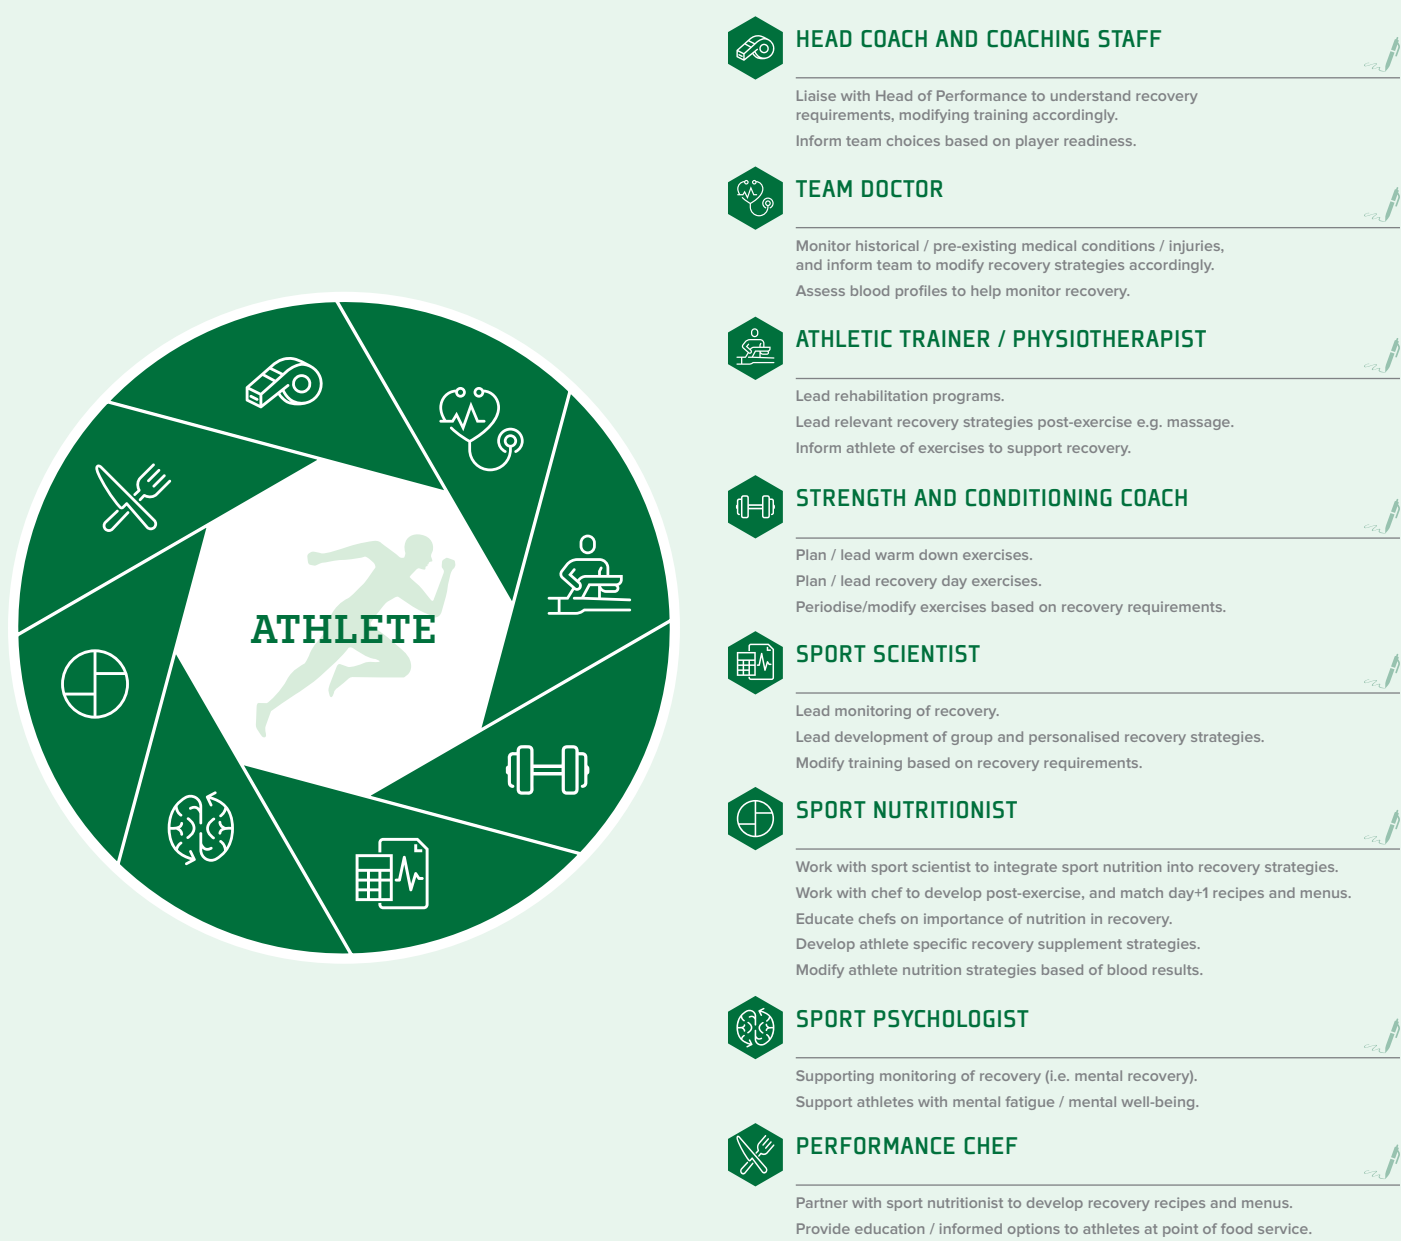 ATHLETE
HEAD COACH AND COACHING STAFF
Liaise with Head of Performance to understand recovery
requirements, modifying training accordingly.
Inform team choices based on player readiness.
TEAM DOCTOR
Monitor historical / pre-existing medical conditions / injuries,
and inform team to modify recovery strategies accordingly.
Assess blood profiles to help monitor recovery.
ATHLETIC TRAINER / PHYSIOTHERAPIST
Lead rehabilitation programs.
Lead relevant recovery strategies post-exercise e.g. massage.
Inform athlete of exercises to support recovery.
STRENGTH AND CONDITIONING COACH
Plan / lead warm down exercises.
Plan / lead recovery day exercises.
Periodise/modify exercises based on recovery requirements.
SPORT SCIENTIST
Lead monitoring of recovery.
Lead development of group and personalised recovery strategies.
Modify training based on recovery requirements.
SPORT NUTRITIONIST
Work with sport scientist to integrate sport nutrition into recovery strategies.
Work with chef to develop post-exercise, and match day+1 recipes and menus.
Educate chefs on importance of nutrition in recovery.
Develop athlete specific recovery supplement strategies.
Modify athlete nutrition strategies based of blood results.
SPORT PSYCHOLOGIST
Supporting monitoring of recovery (i.e. mental recovery).
Support athletes with mental fatigue / mental well-being.
PERFORMANCE CHEF
Partner with sport nutritionist to develop recovery recipes and menus.
Provide education / informed options to athletes at point of food service.